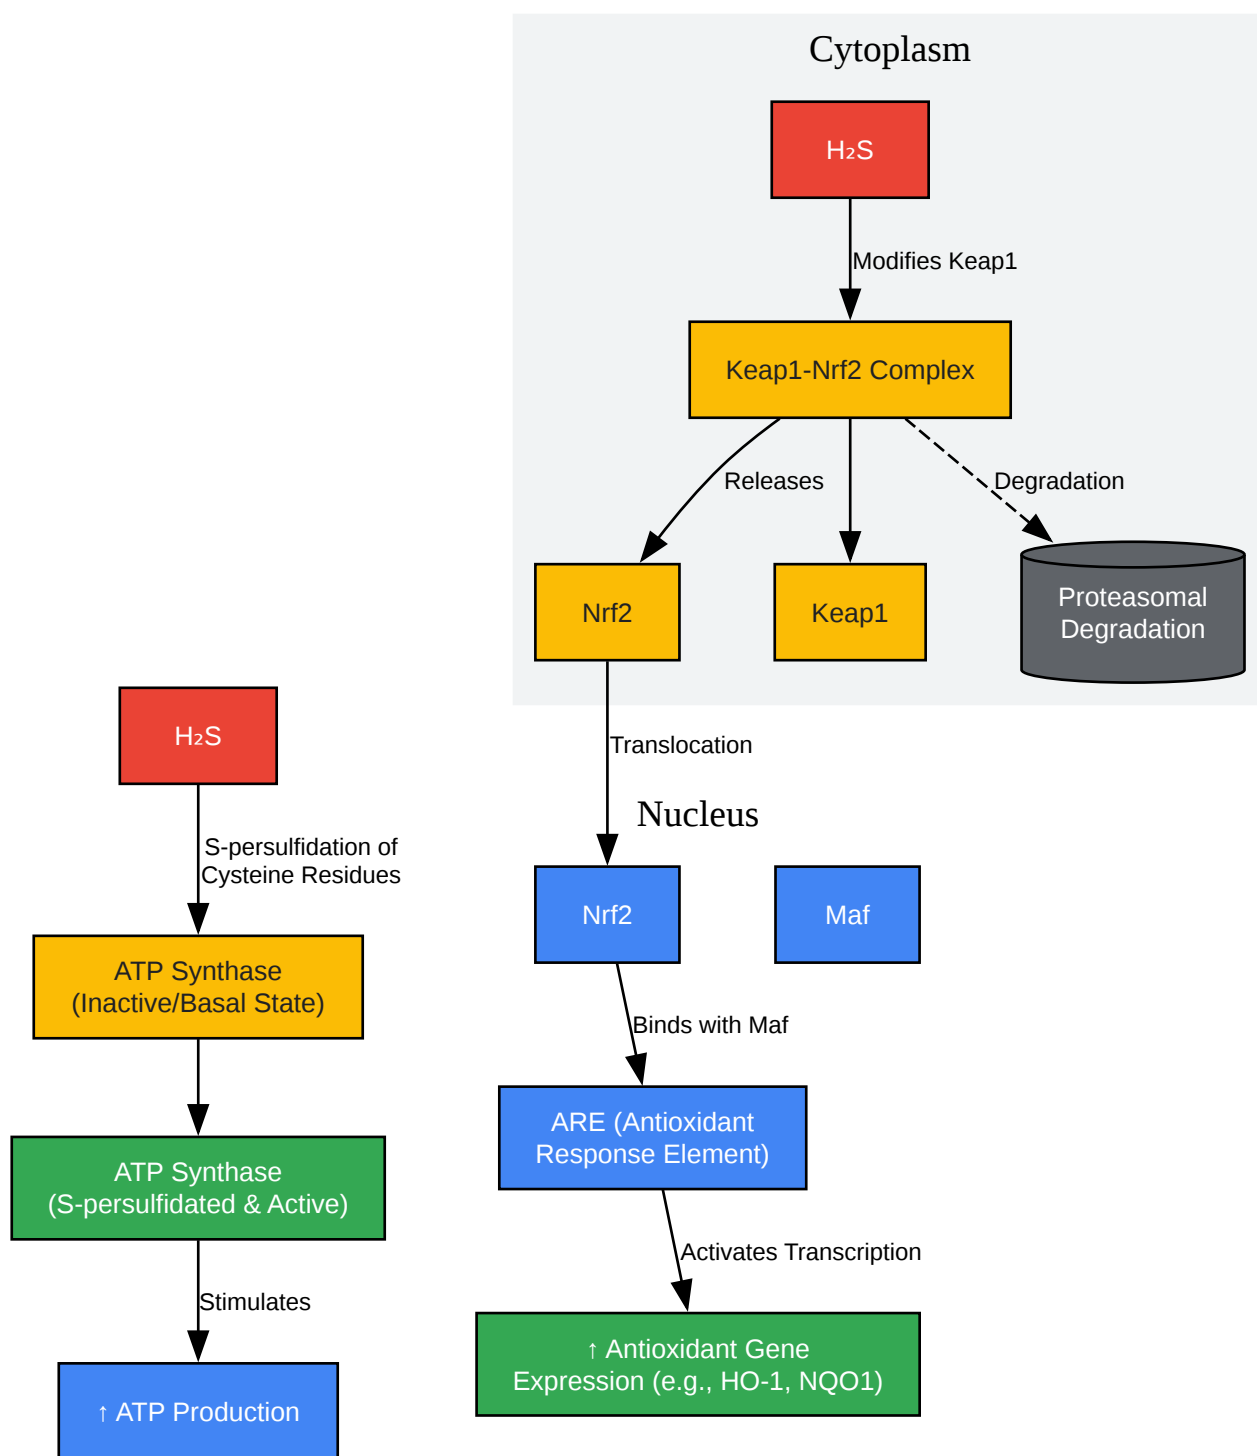 Cytoplasm
H₂S
Modifies Keap1
Keap1-Nrf2 Complex
Releases
Degradation
Nrf2
Keap1
Proteasomal
Degradation
Translocation
Nucleus
Nrf2
Maf
Binds with Maf
ARE (Antioxidant
Response Element)
Activates Transcription
↑ Antioxidant Gene
Expression (e.g., HO-1, NQO1)
H₂S
S-persulfidation of
Cysteine Residues
ATP Synthase
(Inactive/Basal State)
ATP Synthase
(S-persulfidated & Active)
Stimulates
↑ ATP Production